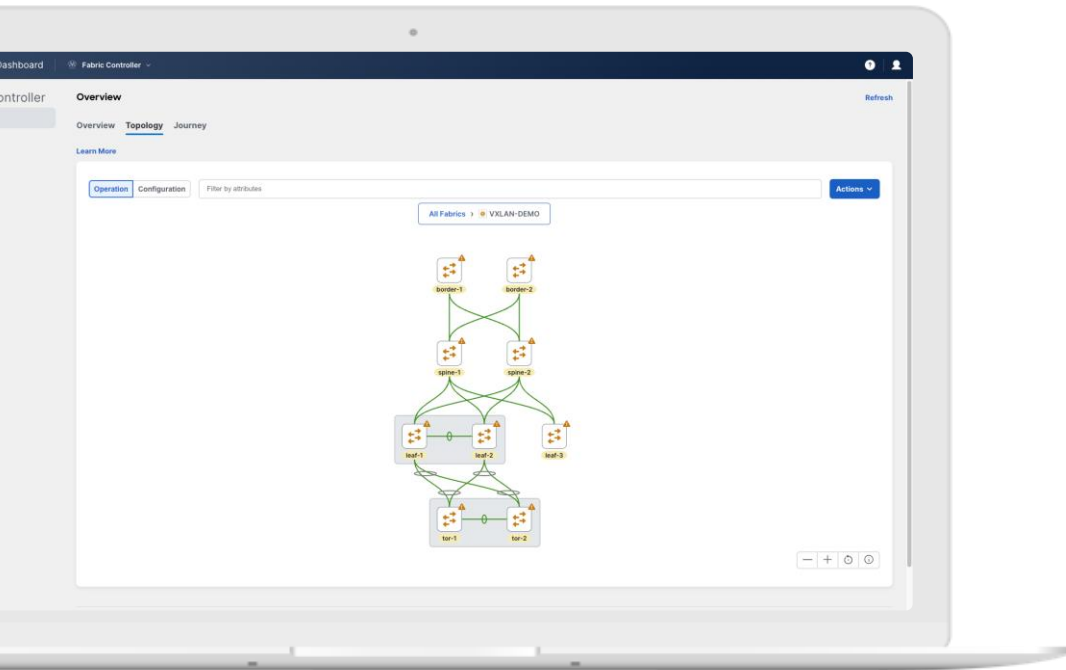 Dashboard Fabric Controller
ontroller
Overview Refresh
Overview Topology Journey
Learn More
Operation Configuration Filter by attributes Actions
All Fabrics › VXLAN-DEMO
border-1 border-2
spine-1 spine-2
leaf-1 leaf-2 leaf-3
tor-1 tor-2